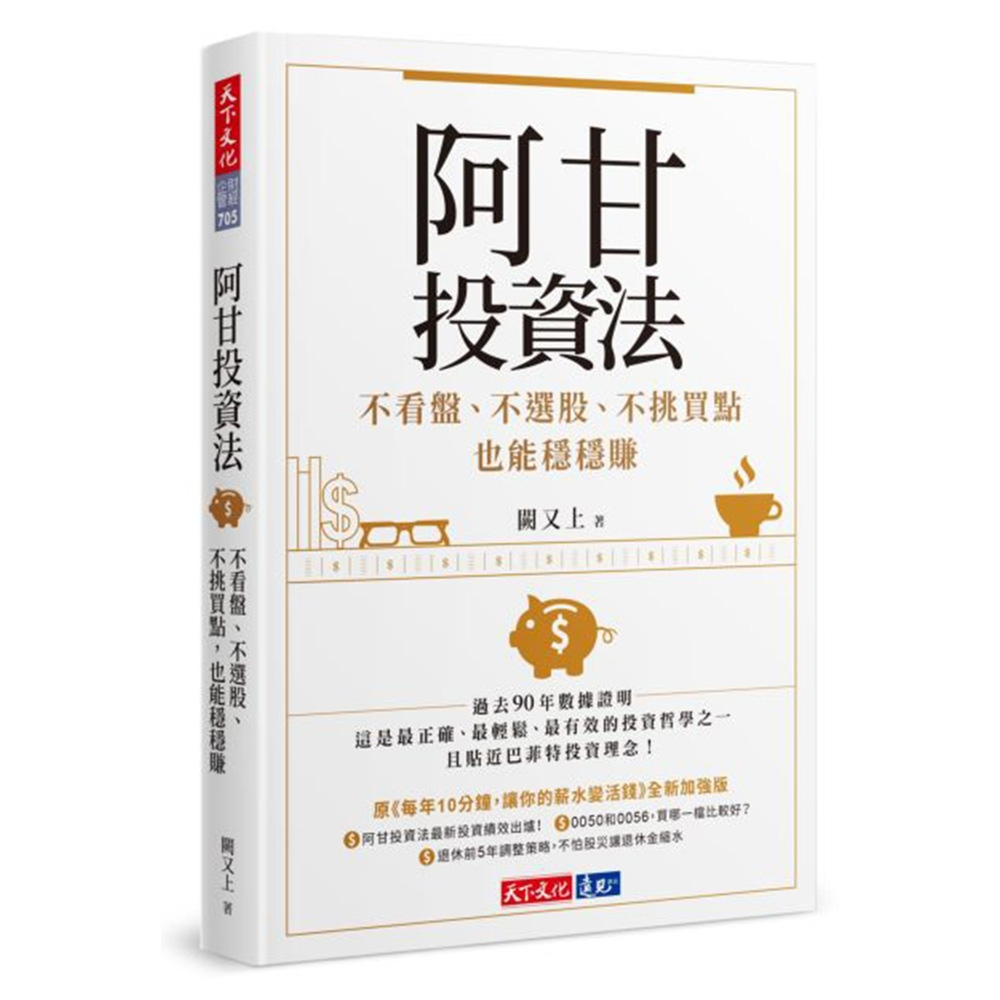 天下文化
財經
企管
705
阿甘投資法
$
不看盤、不選股、
不挑買點，也能穩穩賺
闕又上 著
阿甘
投資法
不看盤、不選股、不挑買點
也能穩穩賺
闕又上 著
$
$ $ $ $ $ $ $ $
$
過去90年數據證明
這是最正確、最輕鬆、最有效的投資哲學之一
且貼近巴菲特投資理念！
原《每年10分鐘，讓你的薪水變活錢》全新加強版
$ 阿甘投資法最新投資績效出爐！ $ 0050和0056，買哪一檔比較好？
$ 退休前5年調整策略，不怕股災讓退休金縮水
天下文化 遠見